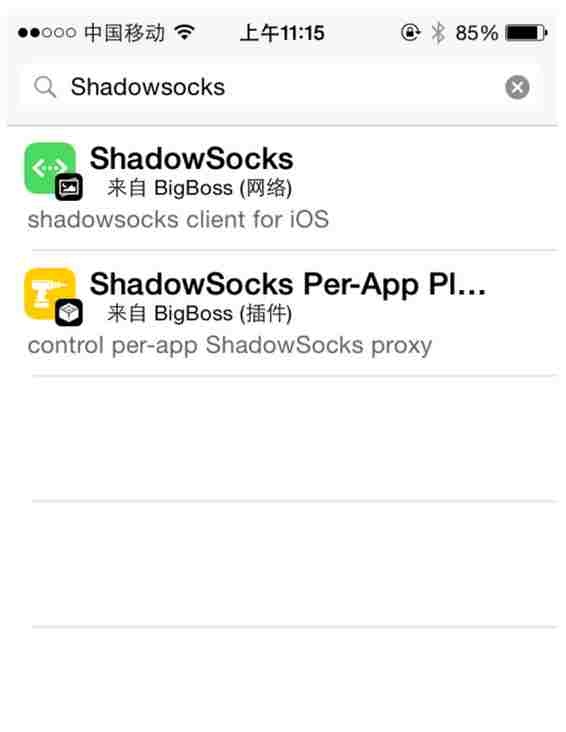 中国移动 上午11:15 85%
Shadowsocks
ShadowSocks
来自 BigBoss (网络)
shadowsocks client for iOS
ShadowSocks Per-App Pl...
来自 BigBoss (插件)
control per-app ShadowSocks proxy